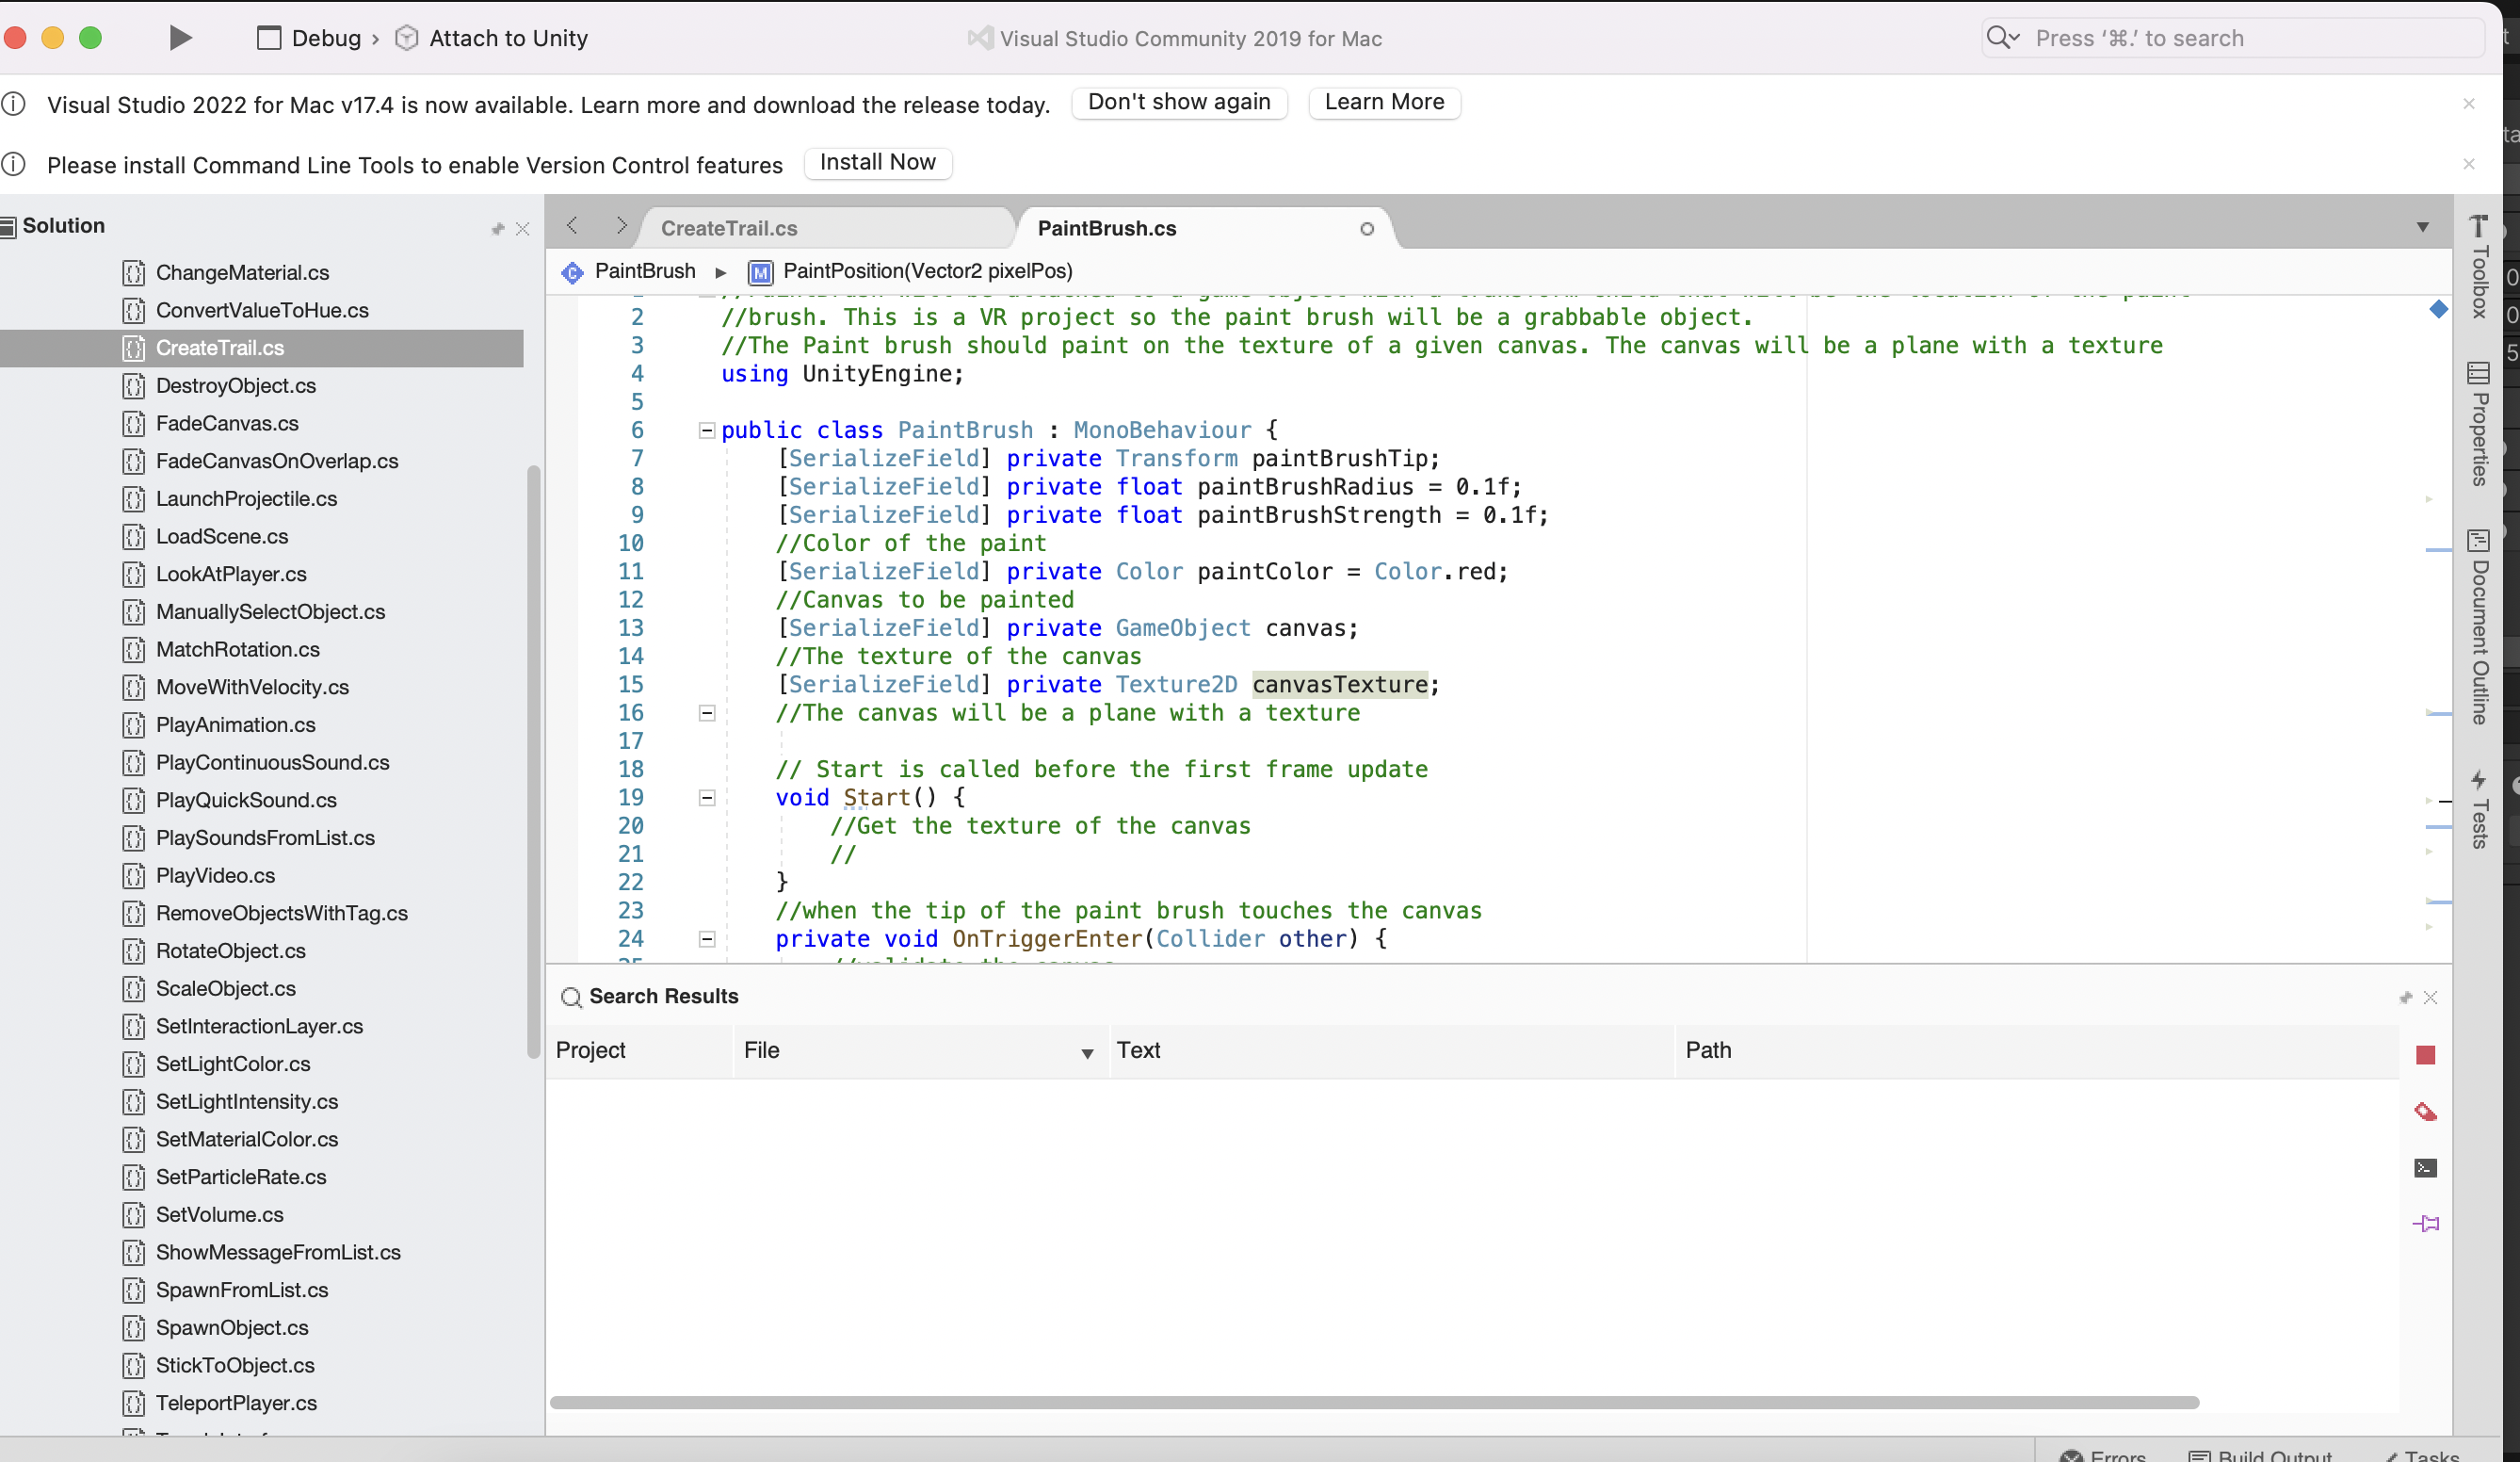 Debug › Attach to Unity
Visual Studio Community 2019 for Mac
Press ‘⌘.’ to search
Visual Studio 2022 for Mac v17.4 is now available. Learn more and download the release today.
Don't show again
Learn More
Please install Command Line Tools to enable Version Control features
Install Now
Solution
ChangeMaterial.cs
ConvertValueToHue.cs
CreateTrail.cs
DestroyObject.cs
FadeCanvas.cs
FadeCanvasOnOverlap.cs
LaunchProjectile.cs
LoadScene.cs
LookAtPlayer.cs
ManuallySelectObject.cs
MatchRotation.cs
MoveWithVelocity.cs
PlayAnimation.cs
PlayContinuousSound.cs
PlayQuickSound.cs
PlaySoundsFromList.cs
PlayVideo.cs
RemoveObjectsWithTag.cs
RotateObject.cs
ScaleObject.cs
SetInteractionLayer.cs
SetLightColor.cs
SetLightIntensity.cs
SetMaterialColor.cs
SetParticleRate.cs
SetVolume.cs
ShowMessageFromList.cs
SpawnFromList.cs
SpawnObject.cs
StickToObject.cs
TeleportPlayer.cs
CreateTrail.cs
PaintBrush.cs
PaintBrush ▸ M PaintPosition(Vector2 pixelPos)
2 //brush. This is a VR project so the paint brush will be a grabbable object.
3 //The Paint brush should paint on the texture of a given canvas. The canvas will be a plane with a texture
4 using UnityEngine;
5
6 public class PaintBrush : MonoBehaviour {
7 [SerializeField] private Transform paintBrushTip;
8 [SerializeField] private float paintBrushRadius = 0.1f;
9 [SerializeField] private float paintBrushStrength = 0.1f;
10 //Color of the paint
11 [SerializeField] private Color paintColor = Color.red;
12 //Canvas to be painted
13 [SerializeField] private GameObject canvas;
14 //The texture of the canvas
15 [SerializeField] private Texture2D canvasTexture;
16 //The canvas will be a plane with a texture
17
18 // Start is called before the first frame update
19 void Start() {
20 //Get the texture of the canvas
21 //
22 }
23 //when the tip of the paint brush touches the canvas
24 private void OnTriggerEnter(Collider other) {
Search Results
Project File Text Path
Toolbox
Properties
Document Outline
Tests
Errors
Build Output
Tasks